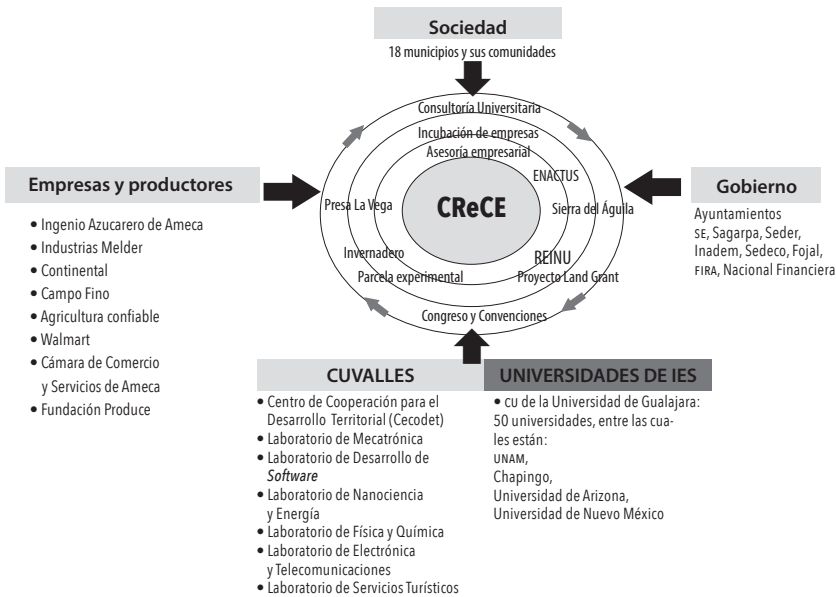 Sociedad
18 municipios y sus comunidades
Consultoría Universitaria
Incubación de empresas
Asesoría empresarial
ENACTUS
CReCE
Presa La Vega
Sierra del Águila
Invernadero
REINU
Parcela experimental
Proyecto Land Grant
Congreso y Convenciones
Empresas y productores
• Ingenio Azucarero de Ameca
• Industrias Melder
• Continental
• Campo Fino
• Agricultura confiable
• Walmart
• Cámara de Comercio
y Servicios de Ameca
• Fundación Produce
Gobierno
Ayuntamientos
SE, Sagarpa, Seder,
Inadem, Sedeco, Fojal,
FIRA, Nacional Financiera
CUVALLES
• Centro de Cooperación para el
Desarrollo Territorial (Cecodet)
• Laboratorio de Mecatrónica
• Laboratorio de Desarrollo de
Software
• Laboratorio de Nanociencia
y Energía
• Laboratorio de Física y Química
• Laboratorio de Electrónica
y Telecomunicaciones
• Laboratorio de Servicios Turísticos
UNIVERSIDADES DE IES
• CU de la Universidad de Gualajara:
50 universidades, entre las cua-
les están:
UNAM,
Chapingo,
Universidad de Arizona,
Universidad de Nuevo México